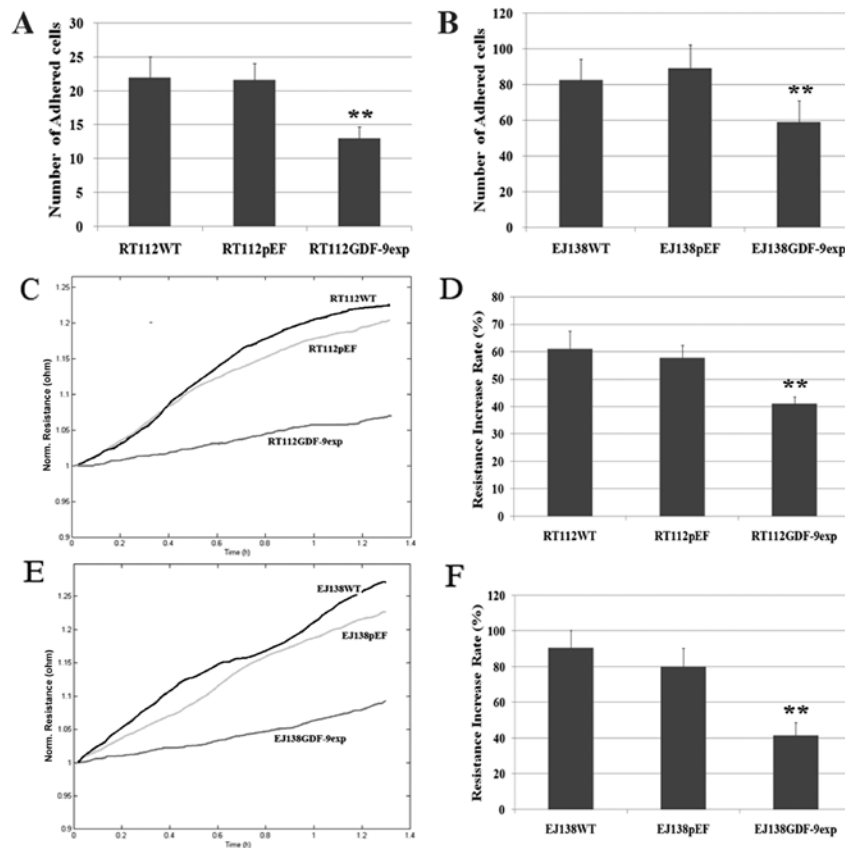 A
Number of Adhered cells
30
25
20
15
10
5
0
**
RT112WT RT112pEF RT112GDF-9exp
B
Number of Adhered cells
120
100
80
60
40
20
0
**
EJ138WT EJ138pEF EJ138GDF-9exp
C
Norm. Resistance (ohm)
1.25
1.2
1.15
1.1
1.05
1
0.95
0.9
RT112WT
RT112pEF
RT112GDF-9exp
0 0.2 0.4 0.6 0.8 1 1.2 1.4
Time (h)
D
Resistance Increase Rate (%)
80
70
60
50
40
30
20
10
0
**
RT112WT RT112pEF RT112GDF-9exp
E
Norm. Resistance (ohm)
1.25
1.2
1.15
1.1
1.05
1
0.95
0.9
EJ138WT
EJ138pEF
EJ138GDF-9exp
0 0.2 0.4 0.6 0.8 1 1.2 1.4
Time (h)
F
Resistance Increase Rate (%)
120
100
80
60
40
20
0
**
EJ138WT EJ138pEF EJ138GDF-9exp